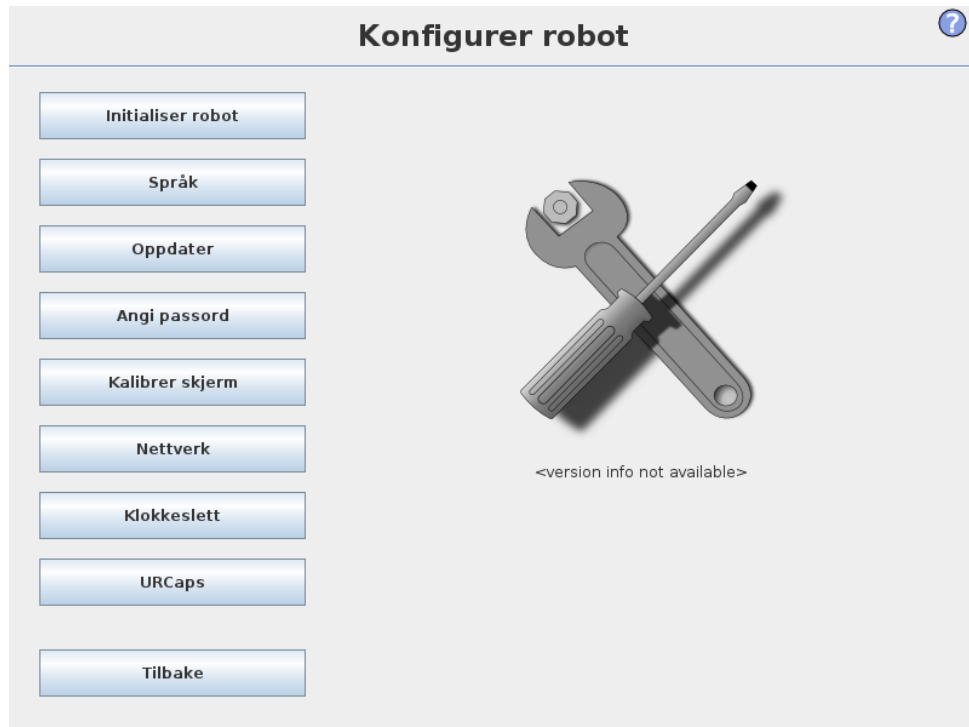 Konfigurer robot
?
Initialiser robot
Språk
Oppdater
Angi passord
Kalibrer skjerm
Nettverk
Klokkeslett
URCaps
Tilbake
<version info not available>